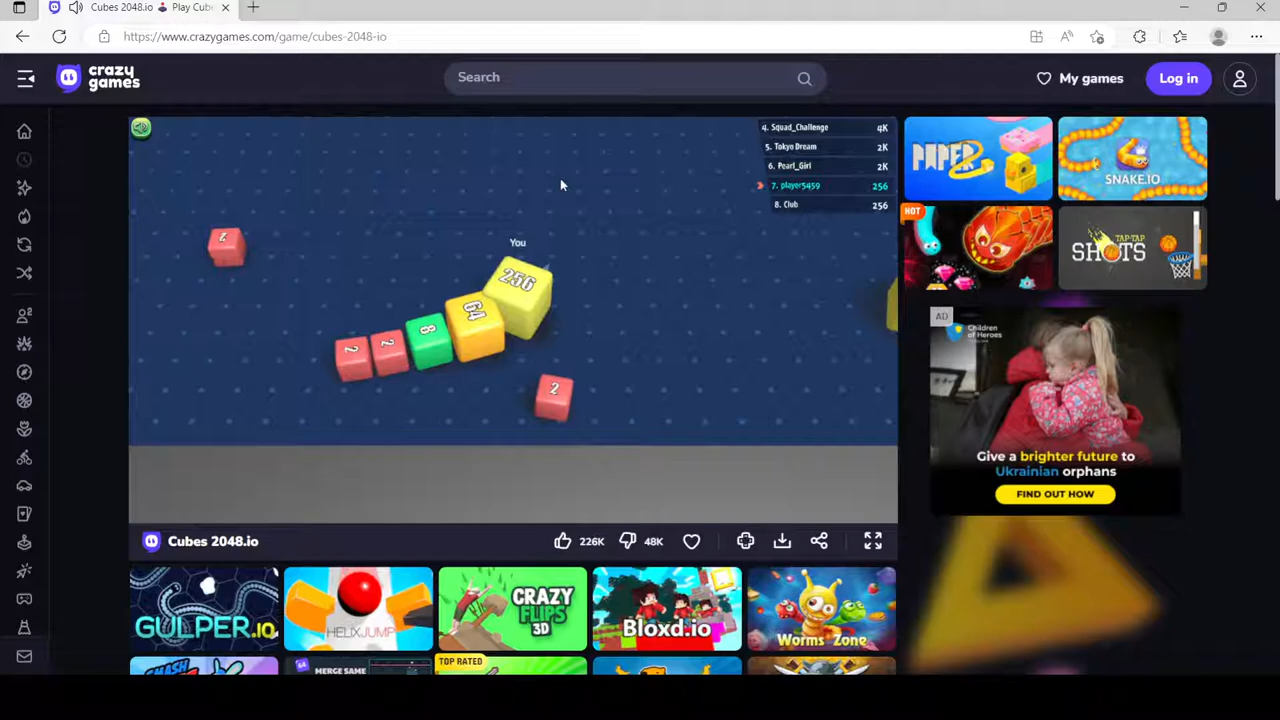 Cubes 2048.io
Play Cube
https://www.crazygames.com/game/cubes-2048-io
crazy
games
Search
My games
Log in
4. Squad_Challenge 4K
5. Tokyo Dream 2K
6. Pearl_Girl 2K
7. player5459 256
8. Club 256
You
256
64
8
2
2
2
2
PAPER 2
SNAKE.IO
HOT
TAP-TAP
SHOTS
AD
Children
of Heroes
Give a brighter future to
Ukrainian orphans
FIND OUT HOW
Cubes 2048.io
226K
48K
GULPER.IO
HELIX JUMP
CRAZY
FLIPS
3D
Bloxd.io
Worms Zone
TOP RATED
MERGE SAME